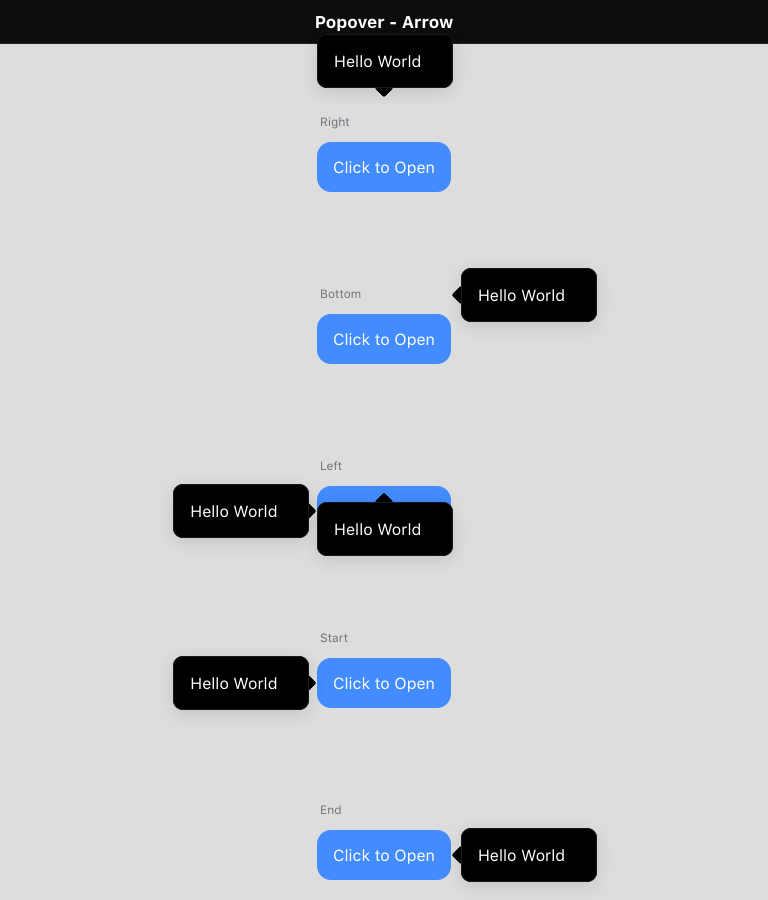 Popover - Arrow
Hello World
Right
Click to Open
Bottom
Hello World
Click to Open
Left
Hello World
Hello World
Start
Hello World
Click to Open
End
Click to Open
Hello World